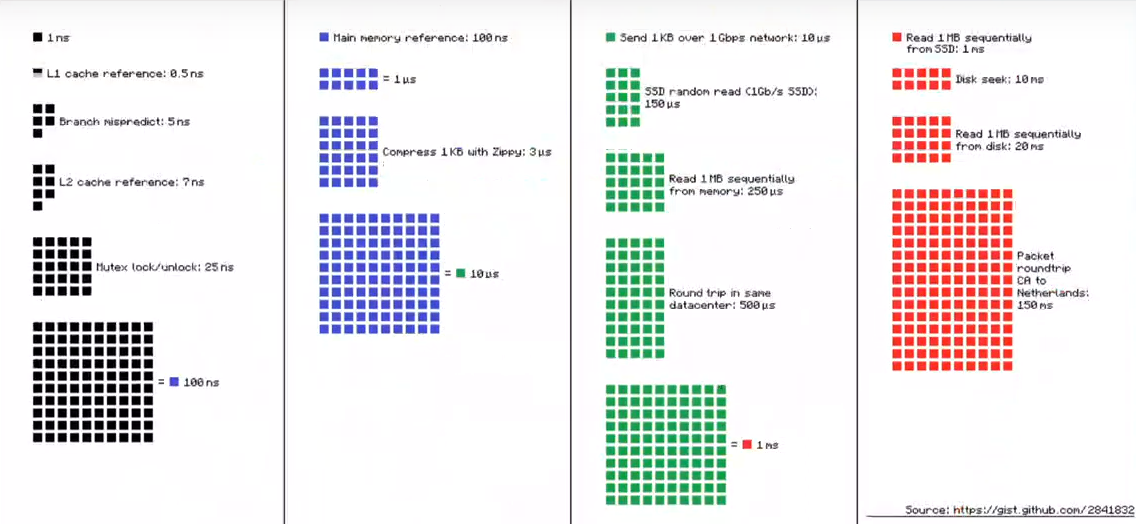 1 ns
L1 cache reference: 0.5 ns
Branch mispredict: 5 ns
L2 cache reference: 7 ns
Mutex lock/unlock: 25 ns
= 100 ns
Main memory reference: 100 ns
= 1 µs
Compress 1 KB with Zippy: 3 µs
= 10 µs
Send 1 KB over 1 Gbps network: 10 µs
SSD random read (1Gb/s SSD):
150 µs
Read 1 MB sequentially
from memory: 250 µs
Round trip in same
datacenter: 500 µs
= 1 ms
Read 1 MB sequentially
from SSD: 1 ms
Disk seek: 10 ms
Read 1 MB sequentially
from disk: 20 ms
Packet
roundtrip
CA to
Netherlands:
150 ms
Source: https://gist.github.com/2841832